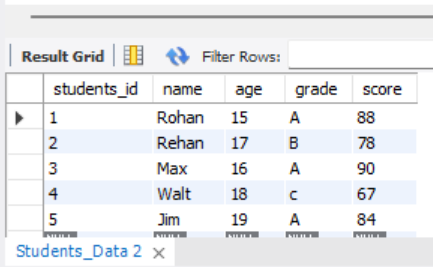 Result Grid Filter Rows:
students_id name age grade score
1 Rohan 15 A 88
2 Rehan 17 B 78
3 Max 16 A 90
4 Walt 18 c 67
5 Jim 19 A 84
NULL NULL NULL NULL NULL
Students_Data 2 ×